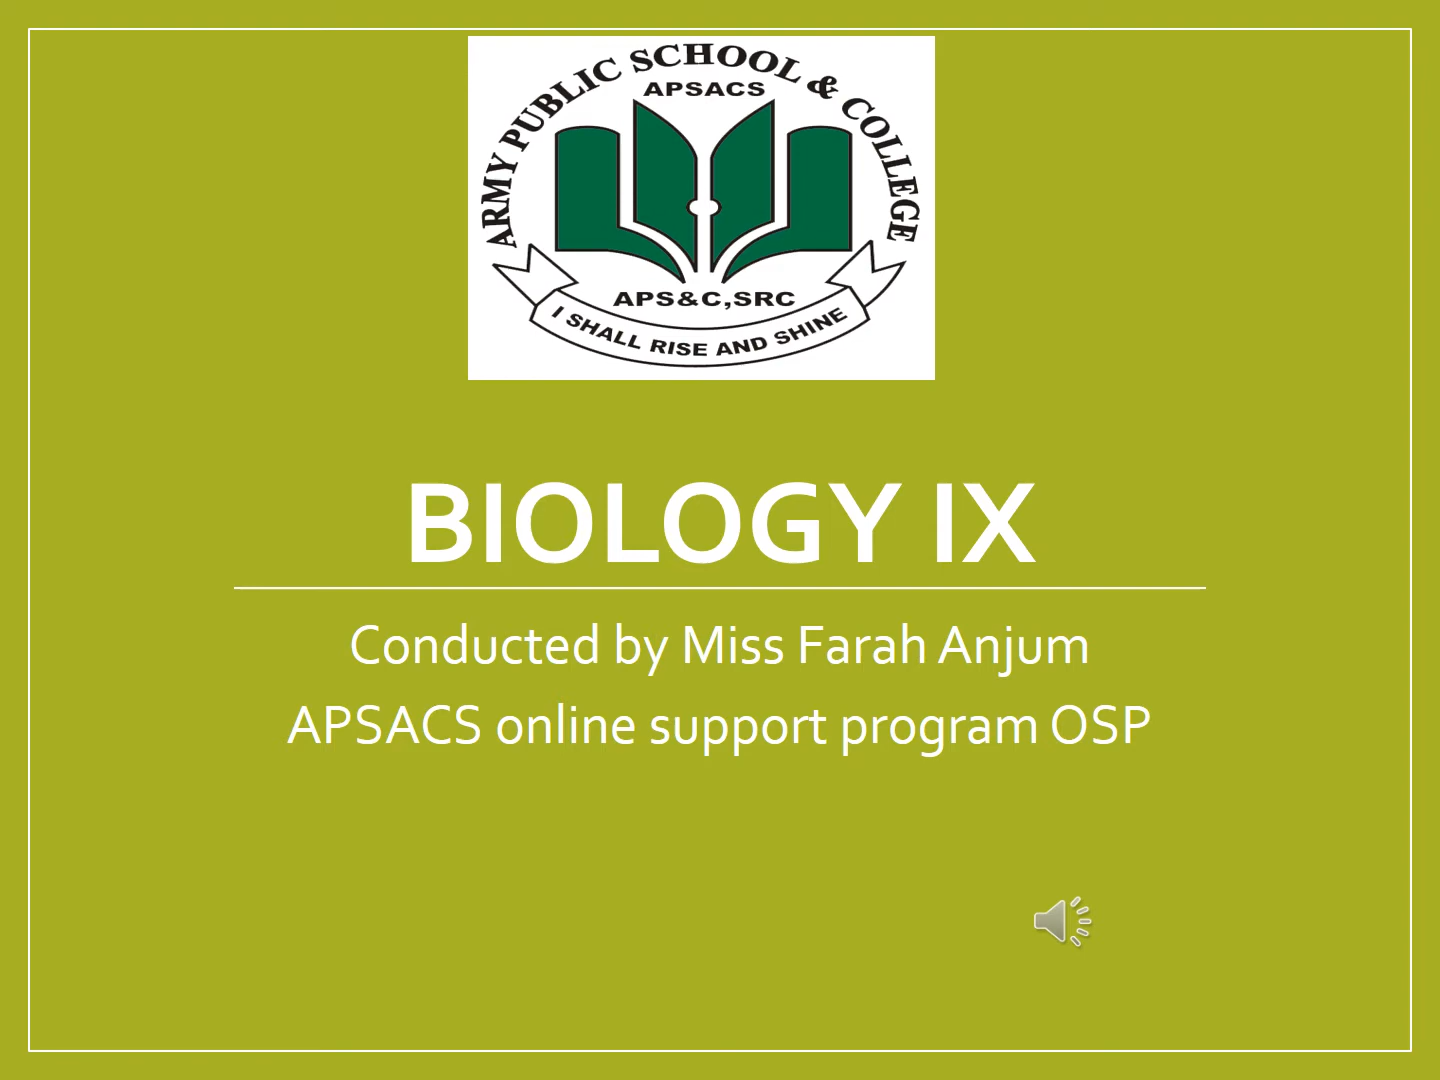 ARMY PUBLIC SCHOOL & COLLEGE
APSACS
APS&C,SRC
I SHALL RISE AND SHINE
BIOLOGY IX
Conducted by Miss Farah Anjum
APSACS online support program OSP